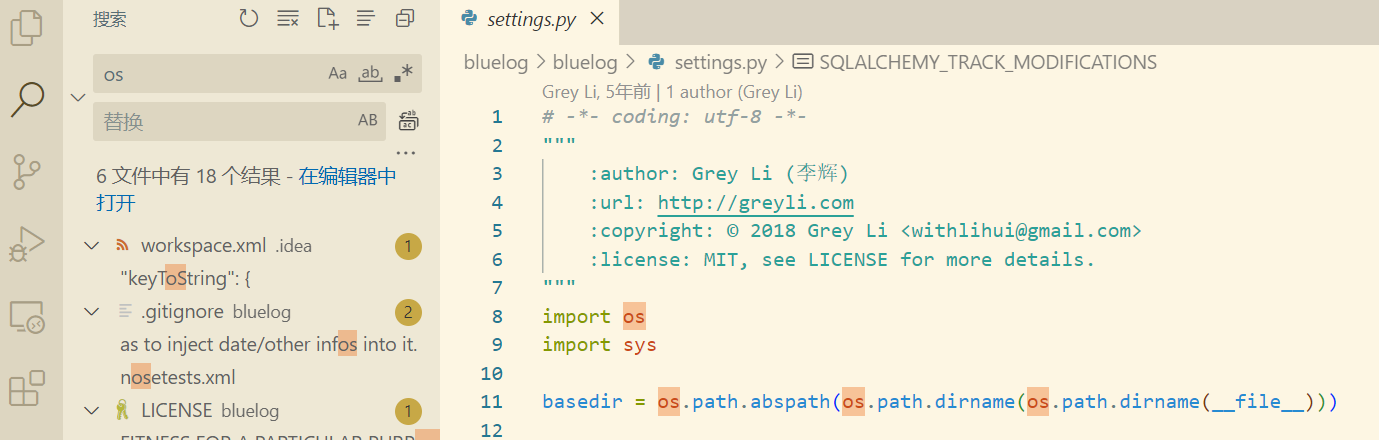 搜索
os
Aa
ab
替换
AB
6 文件中有 18 个结果 - 在编辑器中
打开
workspace.xml .idea 1
"keyToString": {
.gitignore bluelog 2
as to inject date/other infos into it.
nosetests.xml
LICENSE bluelog 1
FITNESS FOR A PARTICULAR PURP
settings.py
bluelog > bluelog > settings.py > SQLALCHEMY_TRACK_MODIFICATIONS
Grey Li, 5年前 | 1 author (Grey Li)
1 # -*- coding: utf-8 -*-
2 """
3 :author: Grey Li (李辉)
4 :url: http://greyli.com
5 :copyright: © 2018 Grey Li <withlihui@gmail.com>
6 :license: MIT, see LICENSE for more details.
7 """
8 import os
9 import sys
10
11 basedir = os.path.abspath(os.path.dirname(os.path.dirname(__file__)))
12